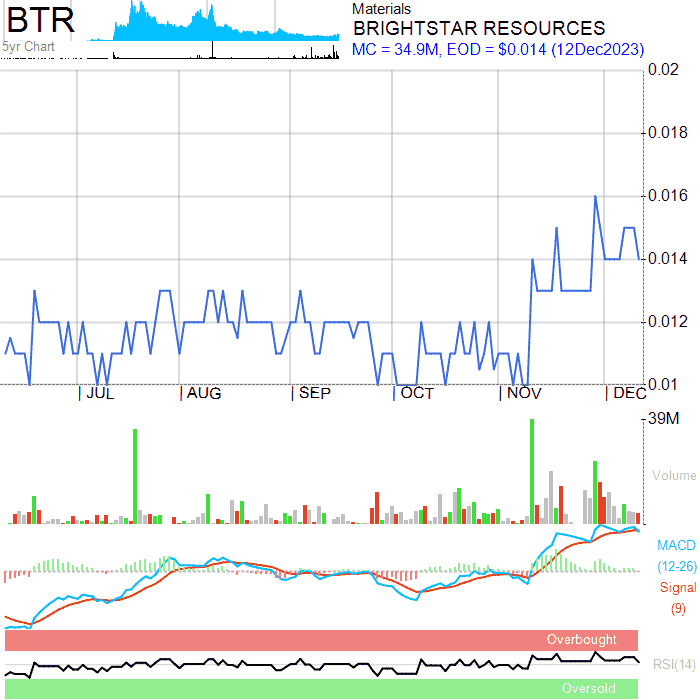 BTR
5yr Chart
Materials
BRIGHTSTAR RESOURCES
MC = 34.9M, EOD = $0.014 (12Dec2023)
0.02
0.018
0.016
0.014
0.012
0.01
JUL AUG SEP OCT NOV DEC
39M
Volume
MACD
(12-26)
Signal
(9)
Overbought
RSI(14)
Oversold